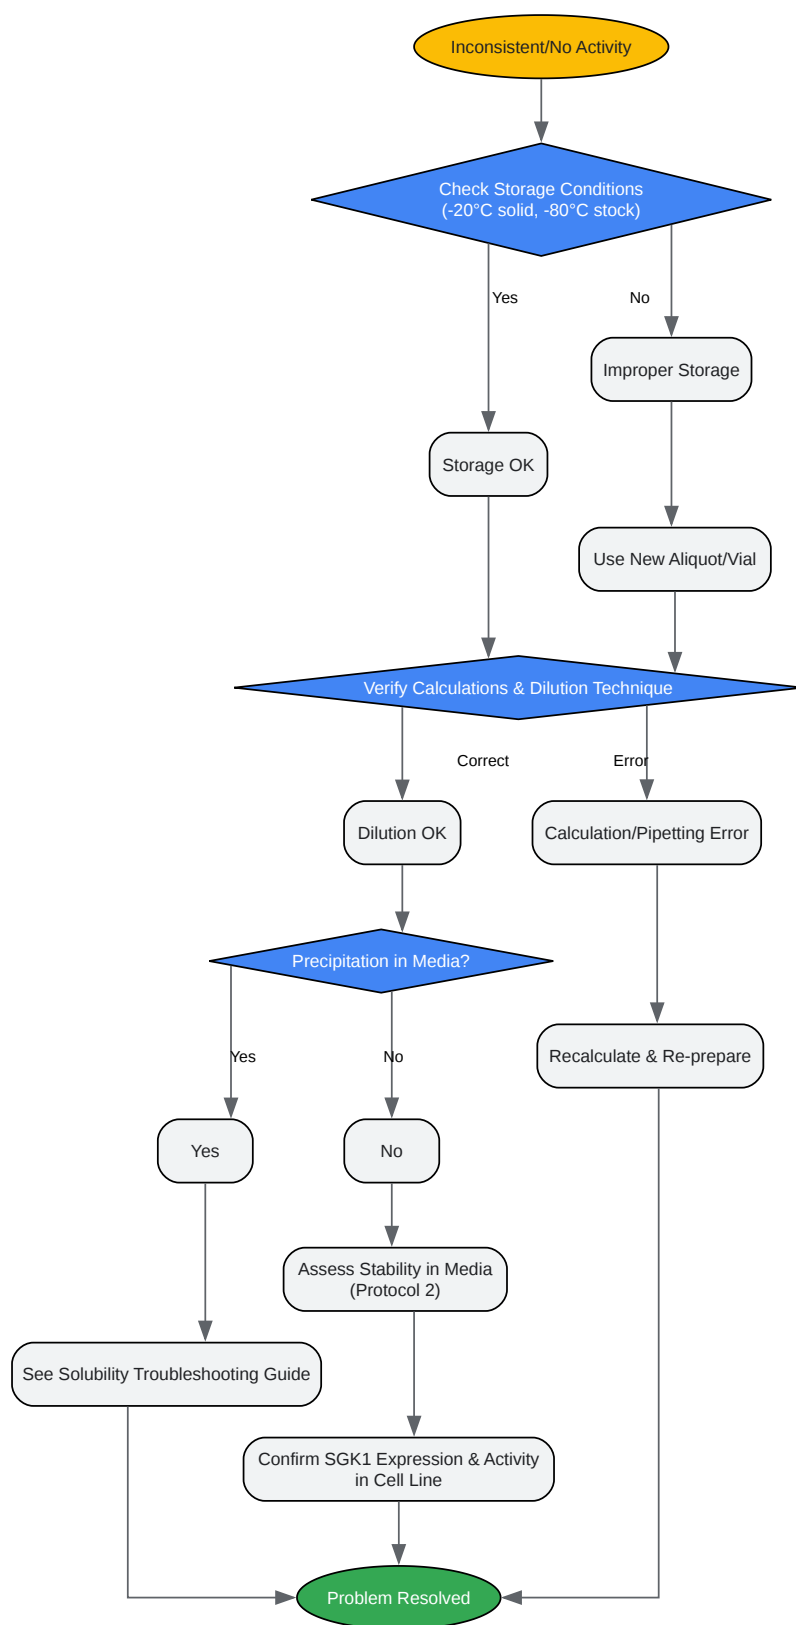 Inconsistent/No Activity
Check Storage Conditions
(-20°C solid, -80°C stock)
Yes
No
Improper Storage
Storage OK
Use New Aliquot/Vial
Verify Calculations & Dilution Technique
Correct
Error
Dilution OK
Calculation/Pipetting Error
Precipitation in Media?
Yes
No
Recalculate & Re-prepare
Yes
No
Assess Stability in Media
(Protocol 2)
See Solubility Troubleshooting Guide
Confirm SGK1 Expression & Activity
in Cell Line
Problem Resolved